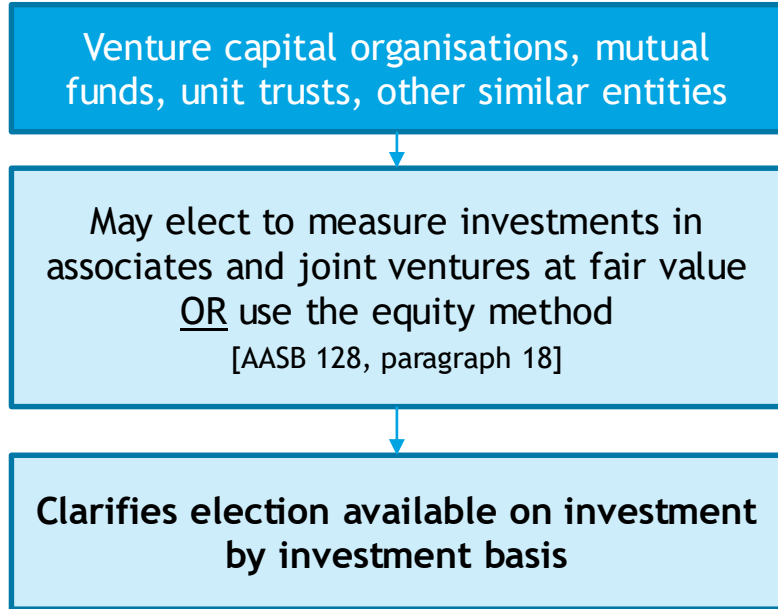 Venture capital organisations, mutual
funds, unit trusts, other similar entities
May elect to measure investments in
associates and joint ventures at fair value
OR use the equity method
[AASB 128, paragraph 18]
Clarifies election available on investment
by investment basis